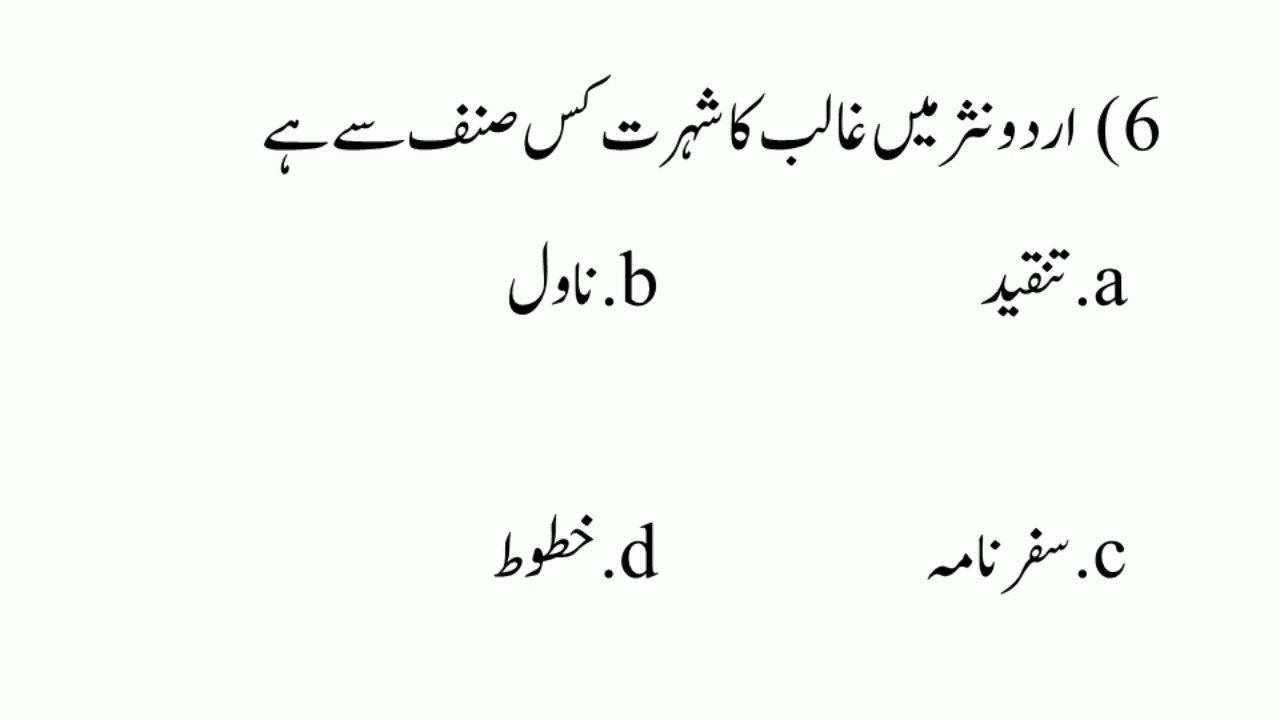 6) اردو نثر میں غالب کا شہرت کس صنف سے ہے
a. تنقید b. ناول
c. سفر نامہ d. خطوط